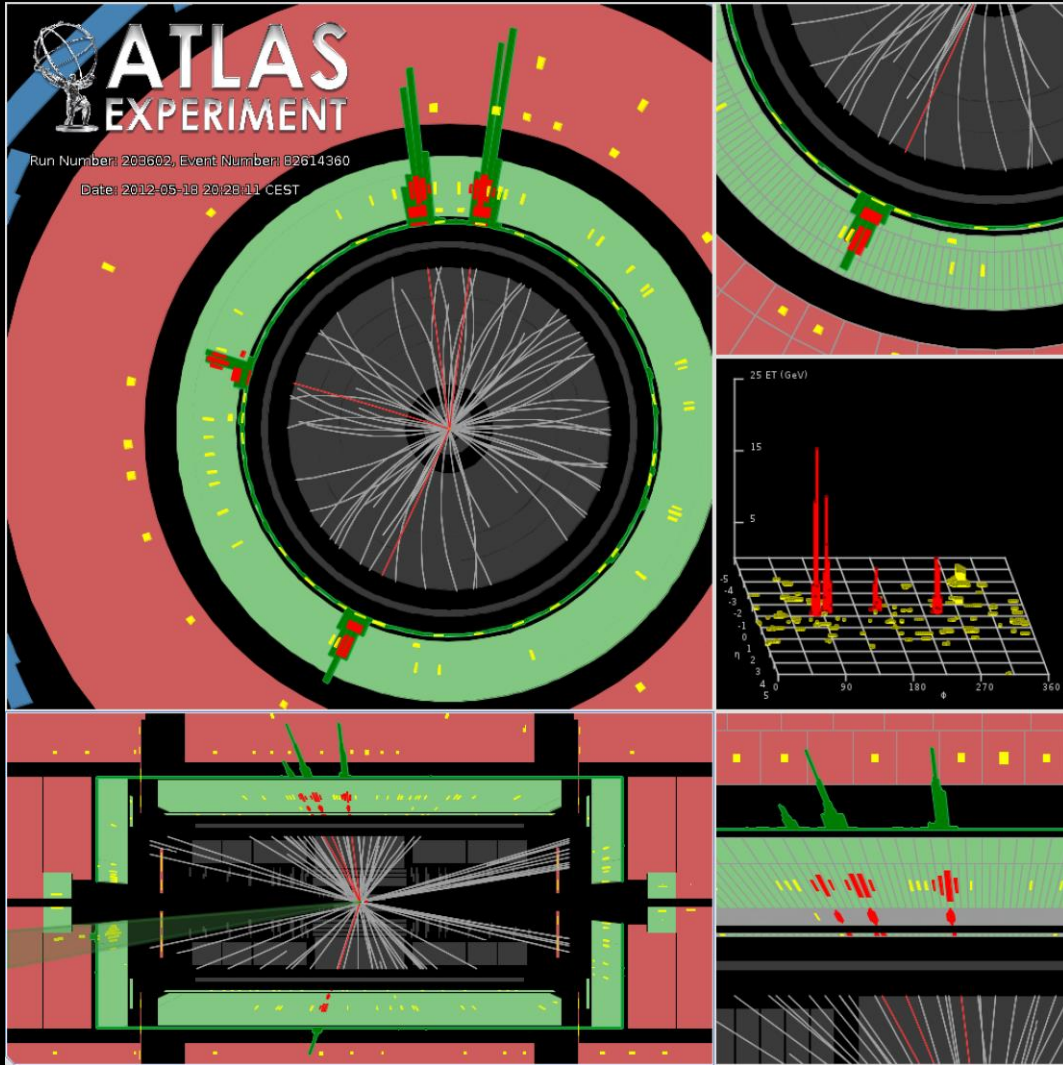 ATLAS
EXPERIMENT
Run Number: 203602, Event Number: 82614360
Date: 2012-05-18 20:28:11 CEST
25 ET (GeV)
15
5
-5
-4
-3
-2
-1
0
η 1
2
3
4
5
0 90 180 270 360
Φ